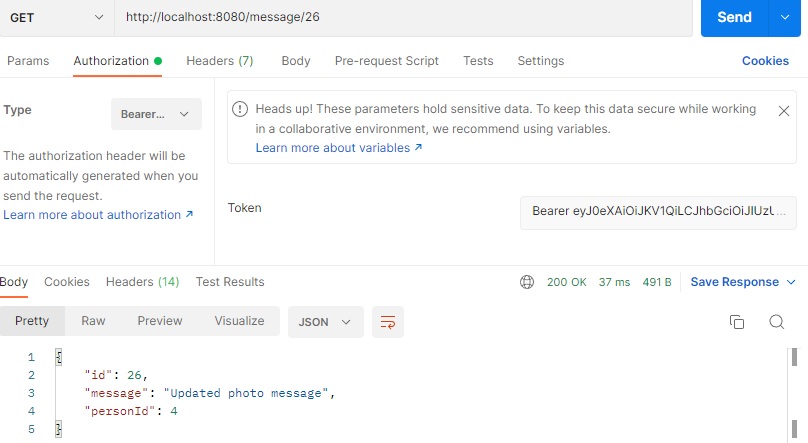 GET http://localhost:8080/message/26 Send
Params Authorization Headers (7) Body Pre-request Script Tests Settings Cookies
Type Bearer...
The authorization header will be
automatically generated when you
send the request.
Learn more about authorization ↗
Heads up! These parameters hold sensitive data. To keep this data secure while working
in a collaborative environment, we recommend using variables.
Learn more about variables ↗
Token Bearer eyJ0eXAiOiJKV1QiLCJhbGciOiJIUzU...
Body Cookies Headers (14) Test Results 200 OK 37 ms 491 B Save Response
Pretty Raw Preview Visualize JSON
1 {
2 "id": 26,
3 "message": "Updated photo message",
4 "personId": 4
5 }